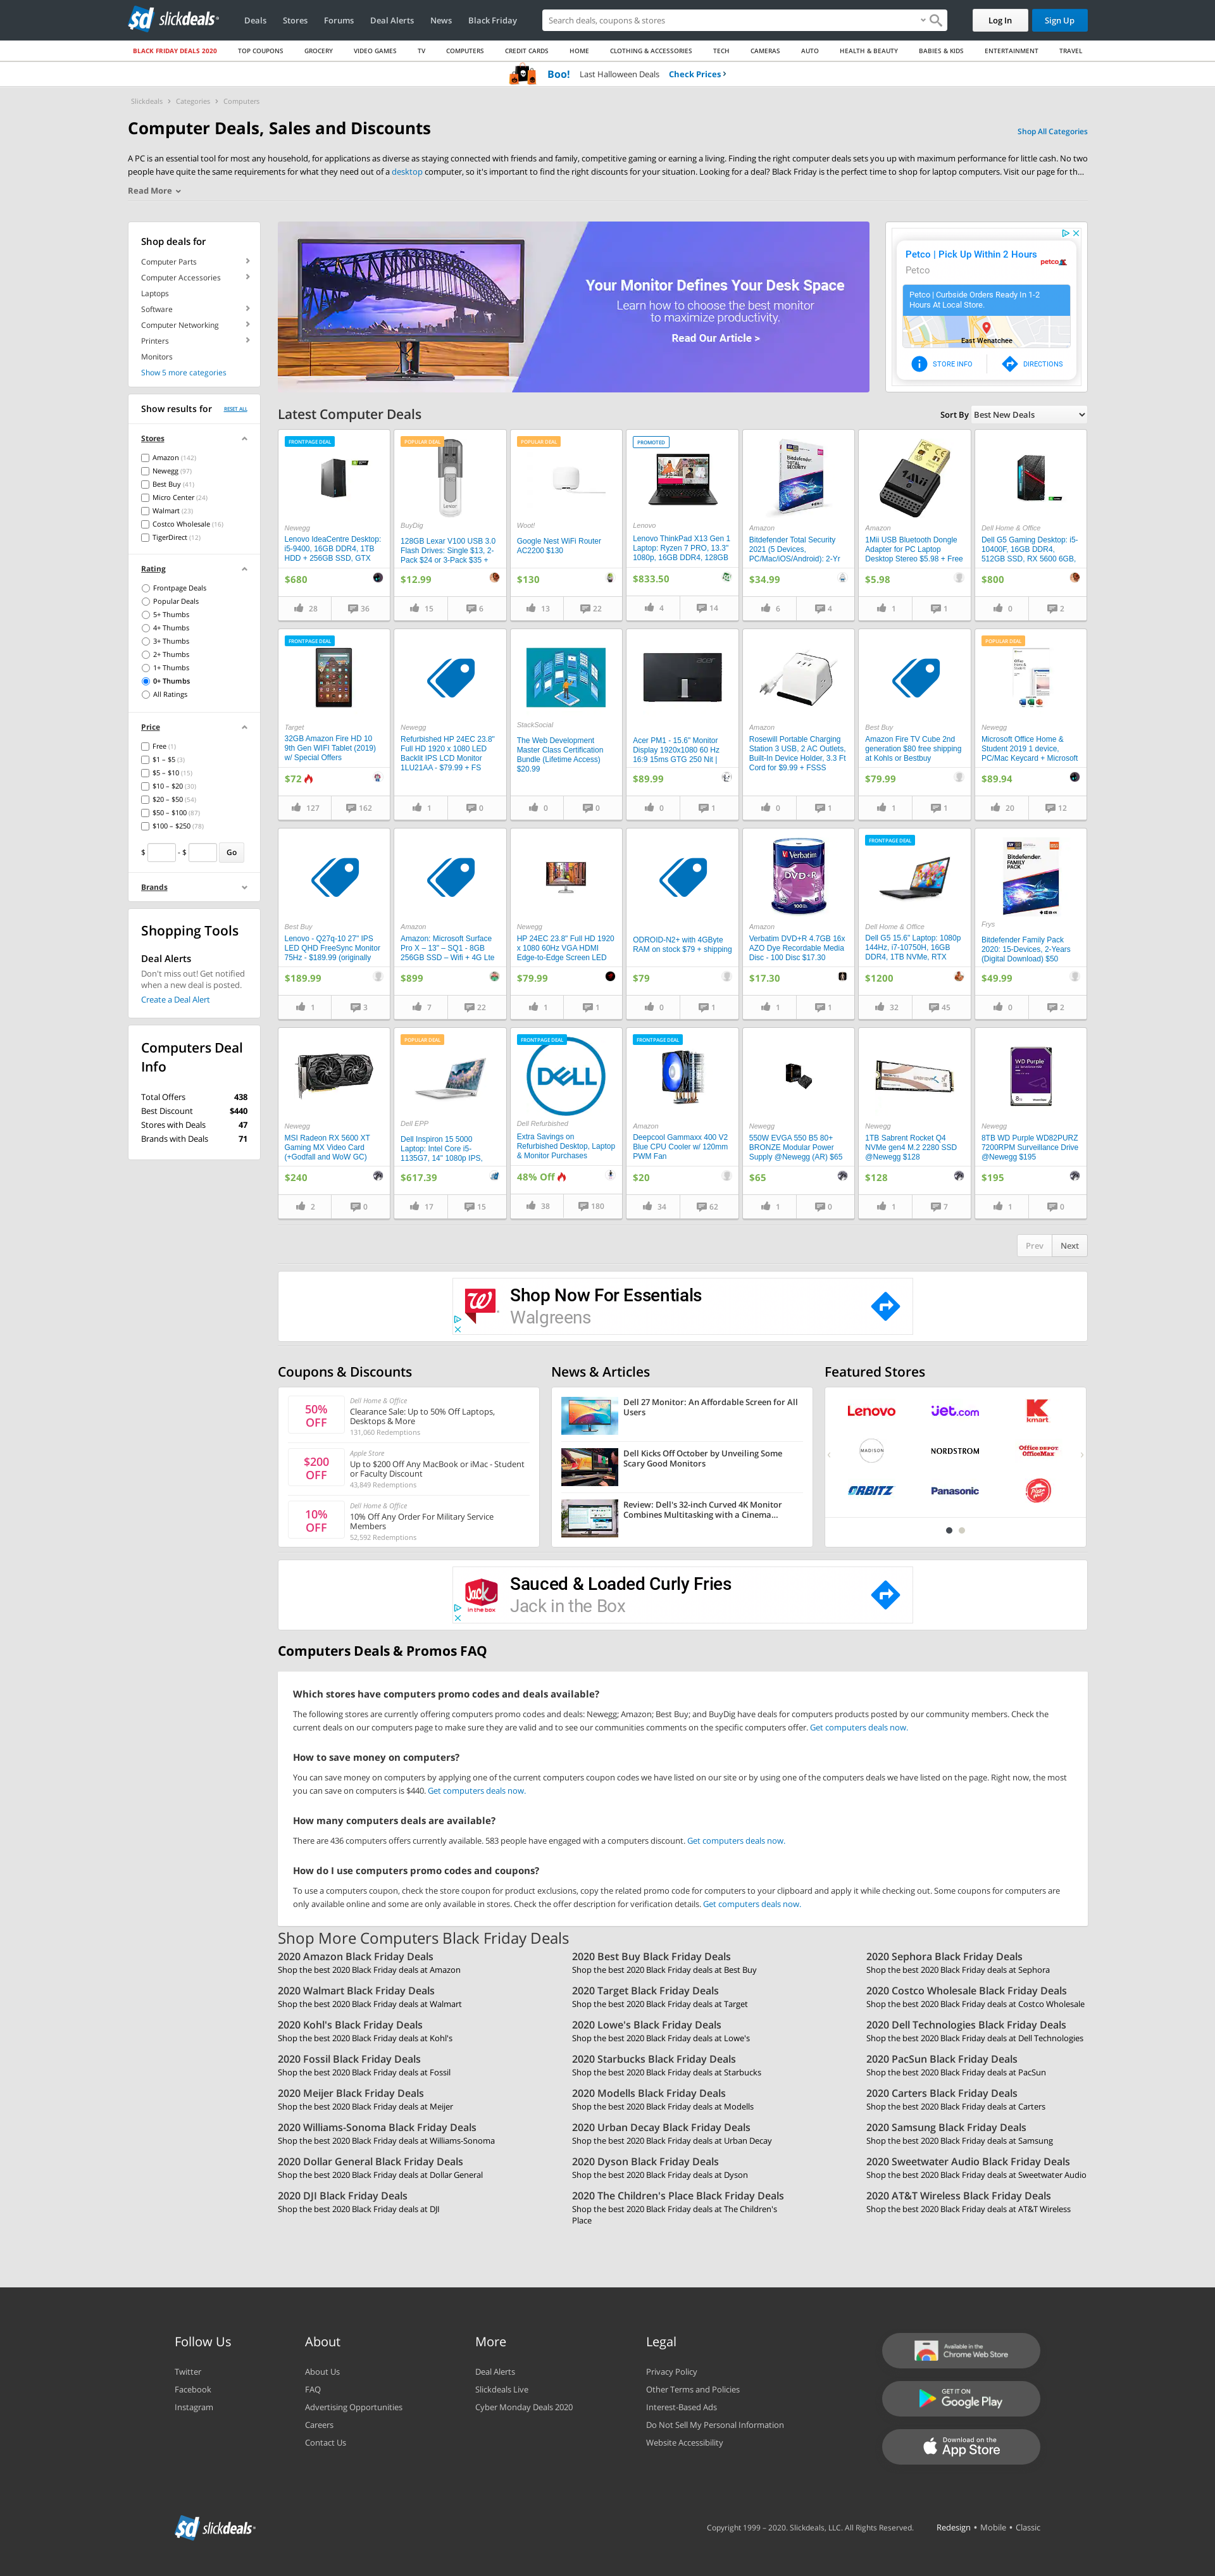 slickdeals
Deals Stores Forums Deal Alerts News Black Friday
Search deals, coupons & stores
Log In
Sign Up
BLACK FRIDAY DEALS 2020 TOP COUPONS GROCERY VIDEO GAMES TV COMPUTERS CREDIT CARDS HOME CLOTHING & ACCESSORIES TECH CAMERAS AUTO HEALTH & BEAUTY BABIES & KIDS ENTERTAINMENT TRAVEL
Boo! Last Halloween Deals Check Prices
Slickdeals Categories Computers
Computer Deals, Sales and Discounts
Shop All Categories
A PC is an essential tool for most any household, for applications as diverse as staying connected with friends and family, competitive gaming or earning a living. Finding the right computer deals sets you up with maximum performance for little cash. No two
people have quite the same requirements for what they need out of a desktop computer, so it's important to find the right discounts for your situation. Looking for a deal? Black Friday is the perfect time to shop for laptop computers. Visit our page for th...
Read More
Shop deals for
Computer Parts
Computer Accessories
Laptops
Software
Computer Networking
Printers
Monitors
Show 5 more categories
Show results for RESET ALL
Stores
Amazon (142)
Newegg (97)
Best Buy (41)
Micro Center (24)
Walmart (23)
Costco Wholesale (16)
TigerDirect (12)
Rating
Frontpage Deals
Popular Deals
5+ Thumbs
4+ Thumbs
3+ Thumbs
2+ Thumbs
1+ Thumbs
0+ Thumbs
All Ratings
Price
Free (1)
$1 – $5 (3)
$5 – $10 (15)
$10 – $20 (30)
$20 – $50 (54)
$50 – $100 (87)
$100 – $250 (78)
$ - $ Go
Brands
Shopping Tools
Deal Alerts
Don't miss out! Get notified
when a new deal is posted.
Create a Deal Alert
Computers Deal
Info
Total Offers 438
Best Discount $440
Stores with Deals 47
Brands with Deals 71
Your Monitor Defines Your Desk Space
Learn how to choose the best monitor
to maximize productivity.
Read Our Article >
Petco | Pick Up Within 2 Hours
Petco
petco
Petco | Curbside Orders Ready In 1-2
Hours At Local Store.
East Wenatchee
STORE INFO
DIRECTIONS
Latest Computer Deals
Sort By Best New Deals
FRONTPAGE DEAL
Newegg
Lenovo IdeaCentre Desktop:
i5-9400, 16GB DDR4, 1TB
HDD + 256GB SSD, GTX
$680
28 36
POPULAR DEAL
BuyDig
128GB Lexar V100 USB 3.0
Flash Drives: Single $13, 2-
Pack $24 or 3-Pack $35 +
$12.99
15 6
POPULAR DEAL
Woot!
Google Nest WiFi Router
AC2200 $130
$130
13 22
PROMOTED
Lenovo
Lenovo ThinkPad X13 Gen 1
Laptop: Ryzen 7 PRO, 13.3"
1080p, 16GB DDR4, 128GB
$833.50
4 14
Amazon
Bitdefender Total Security
2021 (5 Devices,
PC/Mac/iOS/Android): 2-Yr
$34.99
6 4
Amazon
1Mii USB Bluetooth Dongle
Adapter for PC Laptop
Desktop Stereo $5.98 + Free
$5.98
1 1
Dell Home & Office
Dell G5 Gaming Desktop: i5-
10400F, 16GB DDR4,
512GB SSD, RX 5600 6GB,
$800
0 2
FRONTPAGE DEAL
Target
32GB Amazon Fire HD 10
9th Gen WIFI Tablet (2019)
w/ Special Offers
$72
127 162
Newegg
Refurbished HP 24EC 23.8"
Full HD 1920 x 1080 LED
Backlit IPS LCD Monitor
1LU21AA - $79.99 + FS
1 0
StackSocial
The Web Development
Master Class Certification
Bundle (Lifetime Access)
$20.99
0 0
acer
Acer PM1 - 15.6" Monitor
Display 1920x1080 60 Hz
16:9 15ms GTG 250 Nit |
$89.99
0 1
Amazon
Rosewill Portable Charging
Station 3 USB, 2 AC Outlets,
Built-In Device Holder, 3.3 Ft
Cord for $9.99 + FSSS
0 1
Best Buy
Amazon Fire TV Cube 2nd
generation $80 free shipping
at Kohls or Bestbuy
$79.99
1 1
POPULAR DEAL
Newegg
Microsoft Office Home &
Student 2019 1 device,
PC/Mac Keycard + Microsoft
$89.94
20 12
Best Buy
Lenovo - Q27q-10 27" IPS
LED QHD FreeSync Monitor
75Hz - $189.99 (originally
$189.99
1 3
Amazon
Amazon: Microsoft Surface
Pro X – 13" – SQ1 - 8GB
256GB SSD – Wifi + 4G Lte
$899
7 22
Newegg
HP 24EC 23.8" Full HD 1920
x 1080 60Hz VGA HDMI
Edge-to-Edge Screen LED
$79.99
1 1
ODROID-N2+ with 4GByte
RAM on stock $79 + shipping
$79
0 1
Verbatim
DVD+R
Amazon
Verbatim DVD+R 4.7GB 16x
AZO Dye Recordable Media
Disc - 100 Disc $17.30
$17.30
1 1
FRONTPAGE DEAL
Dell Home & Office
Dell G5 15.6" Laptop: 1080p
144Hz, i7-10750H, 16GB
DDR4, 1TB NVMe, RTX
$1200
32 45
Bitdefender
FAMILY
PACK
Frys
Bitdefender Family Pack
2020: 15-Devices, 2-Years
(Digital Download) $50
$49.99
0 2
Newegg
MSI Radeon RX 5600 XT
Gaming MX Video Card
(+Godfall and WoW GC)
$240
2 0
POPULAR DEAL
Dell EPP
Dell Inspiron 15 5000
Laptop: Intel Core i5-
1135G7, 14" 1080p IPS,
$617.39
17 15
FRONTPAGE DEAL
DELL
Dell Refurbished
Extra Savings on
Refurbished Desktop, Laptop
& Monitor Purchases
48% Off
38 180
FRONTPAGE DEAL
Amazon
Deepcool Gammaxx 400 V2
Blue CPU Cooler w/ 120mm
PWM Fan
$20
34 62
Newegg
550W EVGA 550 B5 80+
BRONZE Modular Power
Supply @Newegg (AR) $65
$65
1 0
Newegg
1TB Sabrent Rocket Q4
NVMe gen4 M.2 2280 SSD
@Newegg $128
$128
1 7
WD Purple
Newegg
8TB WD Purple WD82PURZ
7200RPM Surveillance Drive
@Newegg $195
$195
1 0
Prev Next
Shop Now For Essentials
Walgreens
Coupons & Discounts
50%
OFF
Dell Home & Office
Clearance Sale: Up to 50% Off Laptops,
Desktops & More
131,060 Redemptions
$200
OFF
Apple Store
Up to $200 Off Any MacBook or iMac - Student
or Faculty Discount
43,849 Redemptions
10%
OFF
Dell Home & Office
10% Off Any Order For Military Service
Members
52,592 Redemptions
News & Articles
Dell 27 Monitor: An Affordable Screen for All
Users
Dell Kicks Off October by Unveiling Some
Scary Good Monitors
Review: Dell's 32-inch Curved 4K Monitor
Combines Multitasking with a Cinema...
Featured Stores
Lenovo jet.com kmart
MADISON NORDSTROM Office DEPOT OfficeMax
ORBITZ Panasonic Pizza Hut
Sauced & Loaded Curly Fries
Jack in the Box
Computers Deals & Promos FAQ
Which stores have computers promo codes and deals available?
The following stores are currently offering computers promo codes and deals: Newegg; Amazon; Best Buy; and BuyDig have deals for computers products posted by our community members. Check the
current deals on our computers page to make sure they are valid and to see our communities comments on the specific computers offer. Get computers deals now.
How to save money on computers?
You can save money on computers by applying one of the current computers coupon codes we have listed on our site or by using one of the computers deals we have listed on the page. Right now, the most
you can save on computers is $440. Get computers deals now.
How many computers deals are available?
There are 436 computers offers currently available. 583 people have engaged with a computers discount. Get computers deals now.
How do I use computers promo codes and coupons?
To use a computers coupon, check the store coupon for product exclusions, copy the related promo code for computers to your clipboard and apply it while checking out. Some coupons for computers are
only available online and some are only available in stores. Check the offer description for verification details. Get computers deals now.
Shop More Computers Black Friday Deals
2020 Amazon Black Friday Deals
Shop the best 2020 Black Friday deals at Amazon
2020 Best Buy Black Friday Deals
Shop the best 2020 Black Friday deals at Best Buy
2020 Sephora Black Friday Deals
Shop the best 2020 Black Friday deals at Sephora
2020 Walmart Black Friday Deals
Shop the best 2020 Black Friday deals at Walmart
2020 Target Black Friday Deals
Shop the best 2020 Black Friday deals at Target
2020 Costco Wholesale Black Friday Deals
Shop the best 2020 Black Friday deals at Costco Wholesale
2020 Kohl's Black Friday Deals
Shop the best 2020 Black Friday deals at Kohl's
2020 Lowe's Black Friday Deals
Shop the best 2020 Black Friday deals at Lowe's
2020 Dell Technologies Black Friday Deals
Shop the best 2020 Black Friday deals at Dell Technologies
2020 Fossil Black Friday Deals
Shop the best 2020 Black Friday deals at Fossil
2020 Starbucks Black Friday Deals
Shop the best 2020 Black Friday deals at Starbucks
2020 PacSun Black Friday Deals
Shop the best 2020 Black Friday deals at PacSun
2020 Meijer Black Friday Deals
Shop the best 2020 Black Friday deals at Meijer
2020 Modells Black Friday Deals
Shop the best 2020 Black Friday deals at Modells
2020 Carters Black Friday Deals
Shop the best 2020 Black Friday deals at Carters
2020 Williams-Sonoma Black Friday Deals
Shop the best 2020 Black Friday deals at Williams-Sonoma
2020 Urban Decay Black Friday Deals
Shop the best 2020 Black Friday deals at Urban Decay
2020 Samsung Black Friday Deals
Shop the best 2020 Black Friday deals at Samsung
2020 Dollar General Black Friday Deals
Shop the best 2020 Black Friday deals at Dollar General
2020 Dyson Black Friday Deals
Shop the best 2020 Black Friday deals at Dyson
2020 Sweetwater Audio Black Friday Deals
Shop the best 2020 Black Friday deals at Sweetwater Audio
2020 DJI Black Friday Deals
Shop the best 2020 Black Friday deals at DJI
2020 The Children's Place Black Friday Deals
Shop the best 2020 Black Friday deals at The Children's
Place
2020 AT&T Wireless Black Friday Deals
Shop the best 2020 Black Friday deals at AT&T Wireless
Follow Us
Twitter
Facebook
Instagram
About
About Us
FAQ
Advertising Opportunities
Careers
Contact Us
More
Deal Alerts
Slickdeals Live
Cyber Monday Deals 2020
Legal
Privacy Policy
Other Terms and Policies
Interest-Based Ads
Do Not Sell My Personal Information
Website Accessibility
Available in the
Chrome Web Store
GET IT ON
Google Play
Download on the
App Store
slickdeals
Copyright 1999 – 2020. Slickdeals, LLC. All Rights Reserved. Redesign • Mobile • Classic